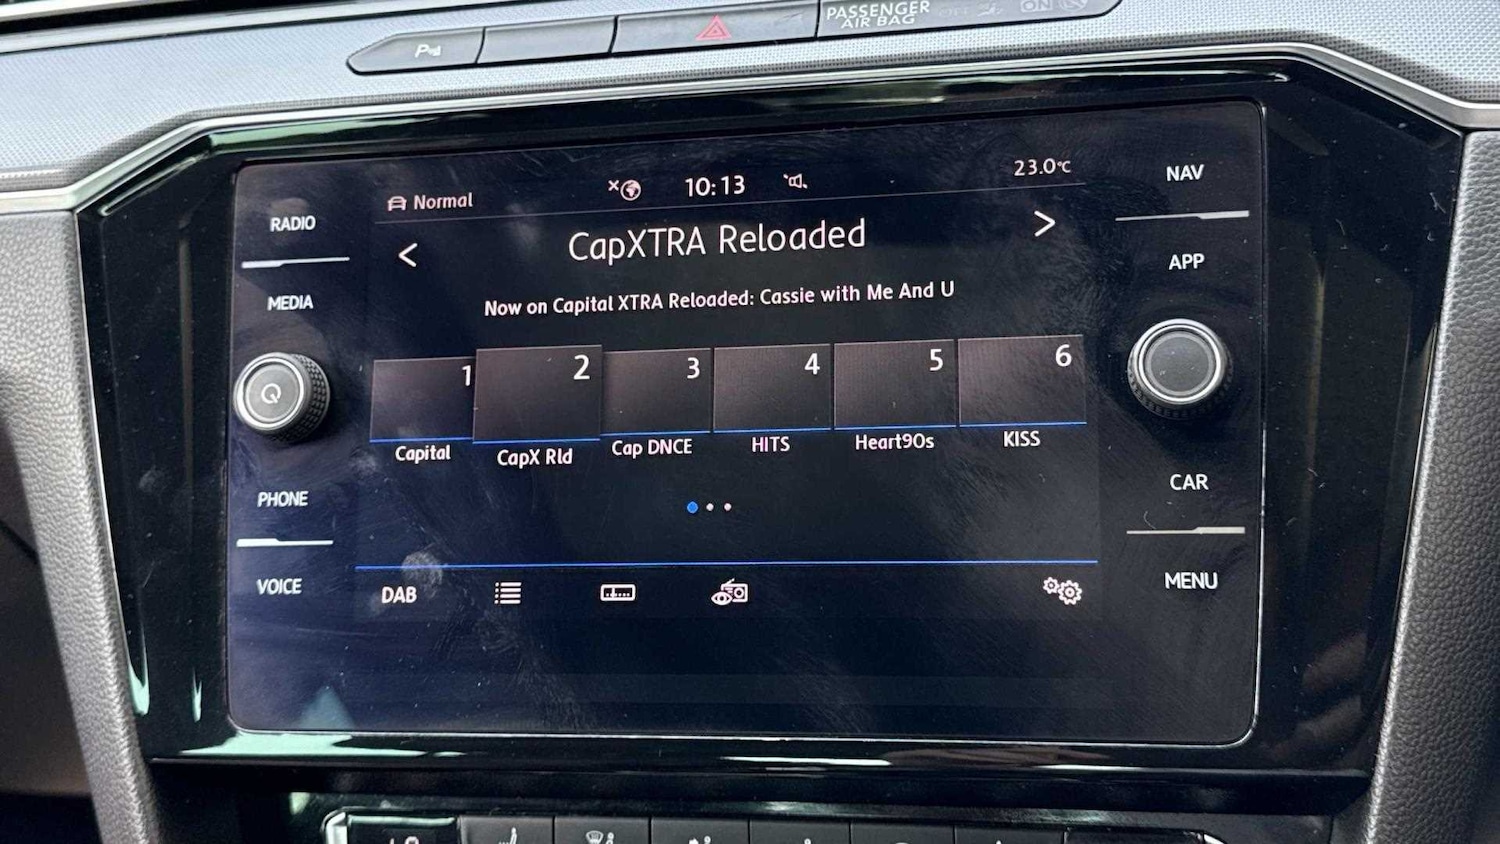 PASSENGER
AIR BAG
OFF ON
P
Normal
10:13
23.0°C
RADIO
MEDIA
PHONE
VOICE
CapXTRA Reloaded
Now on Capital XTRA Reloaded: Cassie with Me And U
1 2 3 4 5 6
Capital CapX Rld Cap DNCE HITS Heart90s KISS
DAB
NAV
APP
CAR
MENU